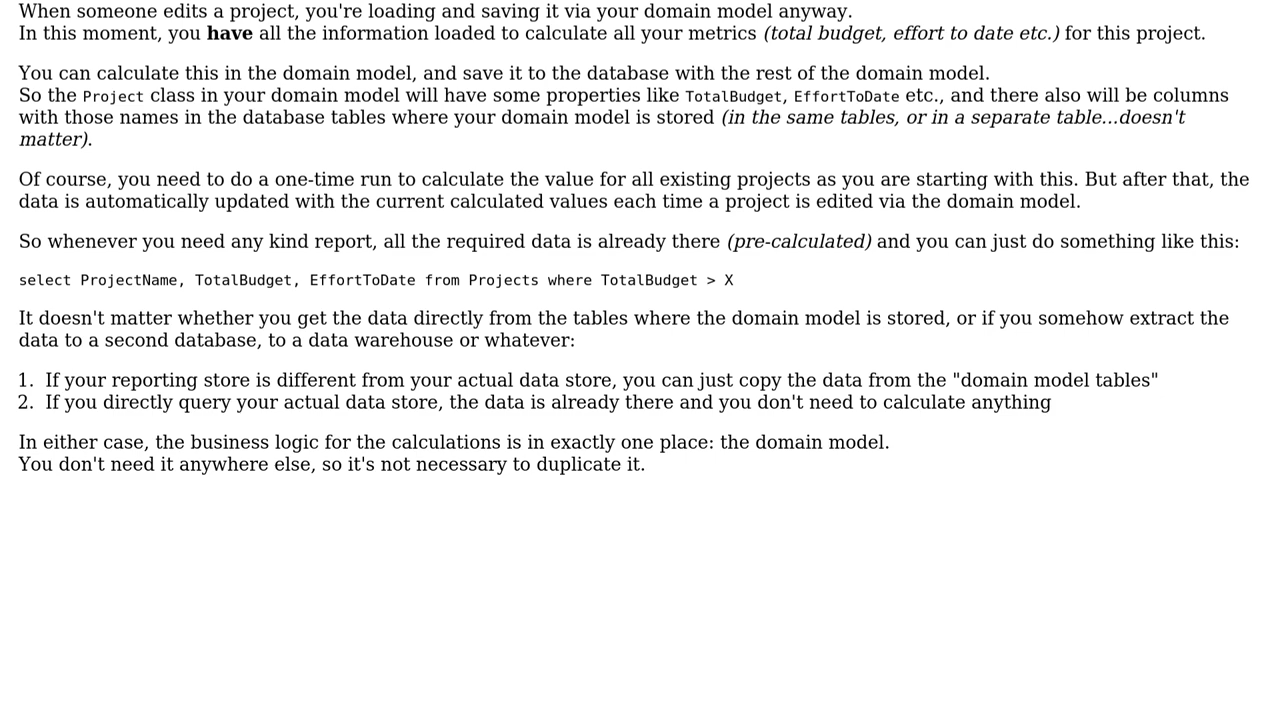 When someone edits a project, you're loading and saving it via your domain model anyway.
In this moment, you have all the information loaded to calculate all your metrics (total budget, effort to date etc.) for this project.
You can calculate this in the domain model, and save it to the database with the rest of the domain model.
So the Project class in your domain model will have some properties like TotalBudget, EffortToDate etc., and there also will be columns
with those names in the database tables where your domain model is stored (in the same tables, or in a separate table...doesn't
matter).
Of course, you need to do a one-time run to calculate the value for all existing projects as you are starting with this. But after that, the
data is automatically updated with the current calculated values each time a project is edited via the domain model.
So whenever you need any kind report, all the required data is already there (pre-calculated) and you can just do something like this:
select ProjectName, TotalBudget, EffortToDate from Projects where TotalBudget > X
It doesn't matter whether you get the data directly from the tables where the domain model is stored, or if you somehow extract the
data to a second database, to a data warehouse or whatever:
1. If your reporting store is different from your actual data store, you can just copy the data from the "domain model tables"
2. If you directly query your actual data store, the data is already there and you don't need to calculate anything
In either case, the business logic for the calculations is in exactly one place: the domain model.
You don't need it anywhere else, so it's not necessary to duplicate it.